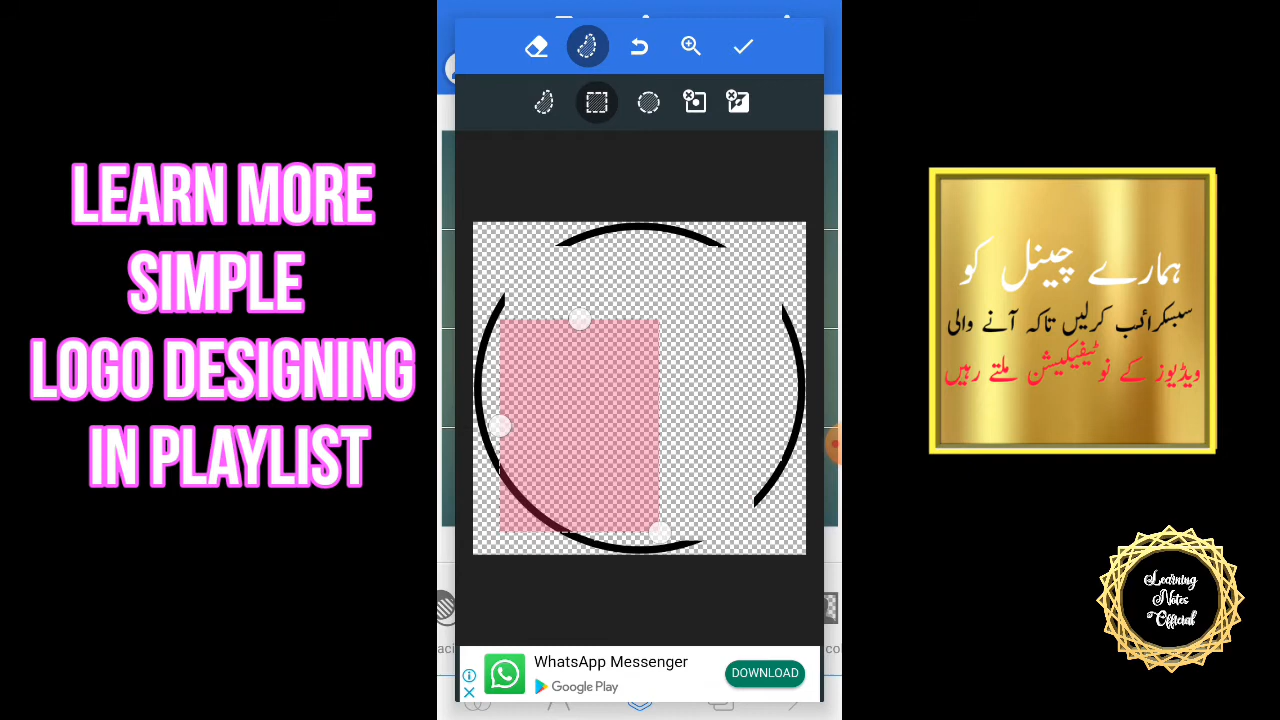 LEARN MORE
SIMPLE
LOGO DESIGNING
IN PLAYLIST
WhatsApp Messenger
Google Play
DOWNLOAD
ہمارے چینل کو
سبسکرائب کرلیں تاکہ آنے والی
ویڈیوز کے نوٹیفیکیشن ملتے رہیں
Learning
Notes
Official